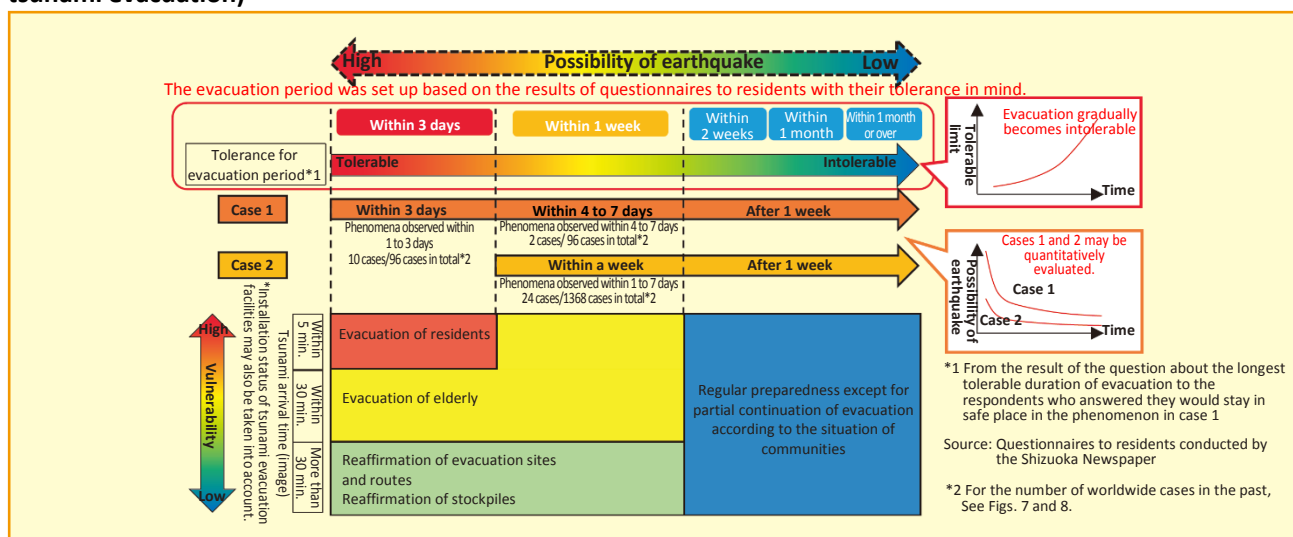 tsunami evacuation)
High Possibility of earthquake Low
The evacuation period was set up based on the results of questionnaires to residents with their tolerance in mind.
Within 3 days
Within 1 week
Within
2 weeks
Within
1 month
Within 1 month
or over
Tolerance for
evacuation period*1
Tolerable
Intolerable
Tolerable
limit
Evacuation gradually
becomes intolerable
Time
Case 1
Within 3 days
Within 4 to 7 days
After 1 week
Phenomena observed within
1 to 3 days
10 cases/96 cases in total*2
Phenomena observed within 4 to 7 days
2 cases/ 96 cases in total*2
Case 2
Within a week
After 1 week
Phenomena observed within 1 to 7 days
24 cases/1368 cases in total*2
Possibility of
earthquake
Cases 1 and 2 may be
quantitatively
evaluated.
Case 1
Case 2
Time
High
Vulnerability
Low
*Installation status of tsunami evacuation
facilities may also be taken into account.
Tsunami arrival time (image)
Within
5 min.
Within
30 min.
More than
30 min.
Evacuation of residents
Evacuation of elderly
Reaffirmation of evacuation sites
and routes
Reaffirmation of stockpiles
Regular preparedness except for
partial continuation of evacuation
according to the situation of
communities
*1 From the result of the question about the longest
tolerable duration of evacuation to the
respondents who answered they would stay in
safe place in the phenomenon in case 1
Source: Questionnaires to residents conducted by
the Shizuoka Newspaper
*2 For the number of worldwide cases in the past,
See Figs. 7 and 8.